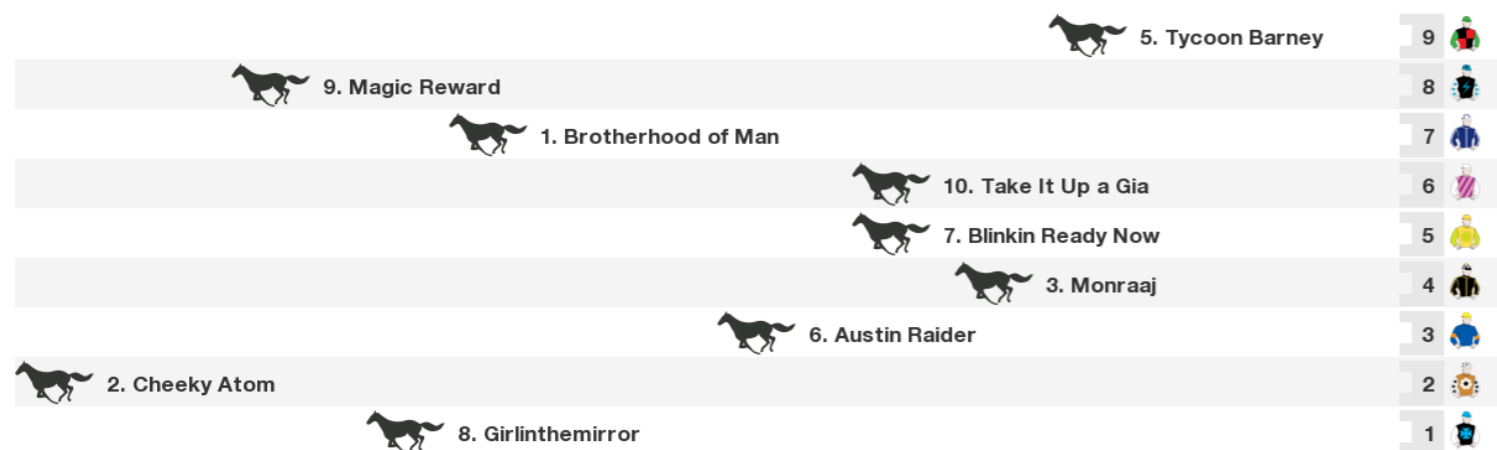 5. Tycoon Barney 9
9. Magic Reward 8
1. Brotherhood of Man 7
10. Take It Up a Gia 6
7. Blinkin Ready Now 5
3. Monraaj 4
6. Austin Raider 3
2. Cheeky Atom 2
8. Girlinthemirror 1